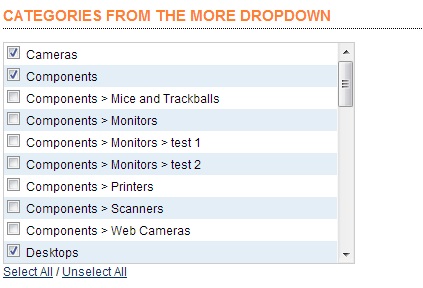 CATEGORIES FROM THE MORE DROPDOWN
Cameras
Components
Components > Mice and Trackballs
Components > Monitors
Components > Monitors > test 1
Components > Monitors > test 2
Components > Printers
Components > Scanners
Components > Web Cameras
Desktops
Select All / Unselect All